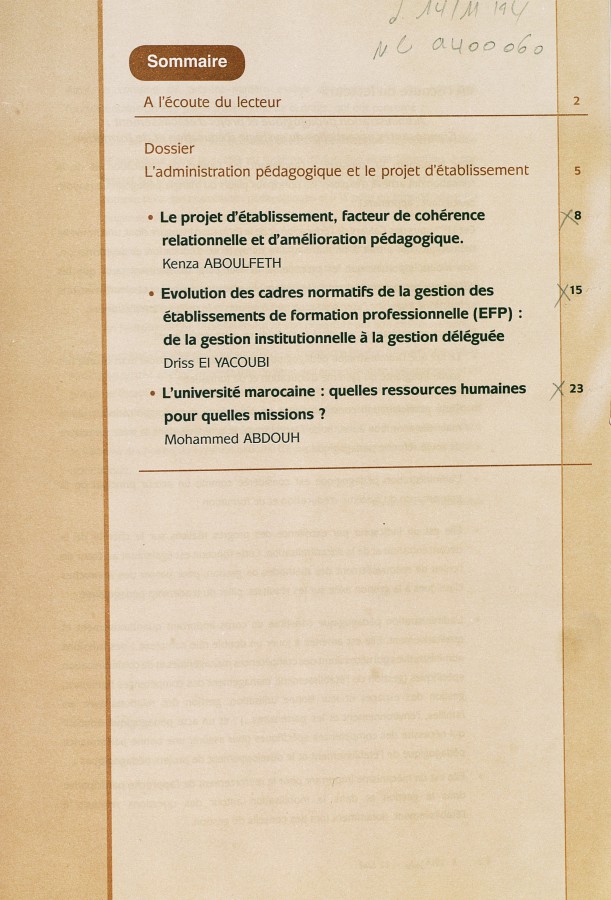 NC 0400060
Sommaire
A l'écoute du lecteur 2
Dossier
L'administration pédagogique et le projet d'établissement 5
• Le projet d'établissement, facteur de cohérence 8
relationnelle et d'amélioration pédagogique.
Kenza ABOULFETH
• Evolution des cadres normatifs de la gestion des 15
établissements de formation professionnelle (EFP) :
de la gestion institutionnelle à la gestion déléguée
Driss El YACOUBI
• L'université marocaine : quelles ressources humaines 23
pour quelles missions ?
Mohammed ABDOUH